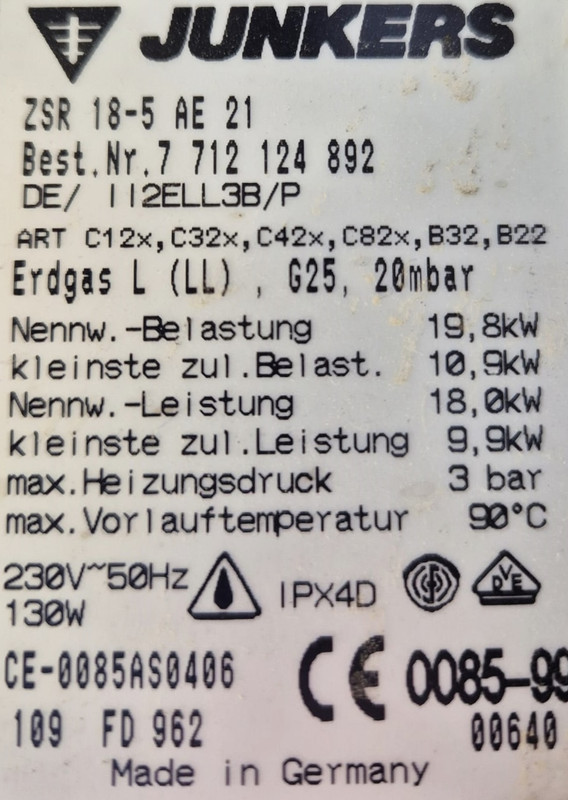 JUNKERS
ZSR 18-5 AE 21
Best.Nr.7 712 124 892
DE/ II2ELL3B/P
ART C12x,C32x,C42x,C82x,B32,B22
Erdgas L (LL) , G25, 20mbar
Nennw.-Belastung 19,8kW
kleinste zul.Belast. 10,9kW
Nennw.-Leistung 18,0kW
kleinste zul.Leistung 9,9kW
max.Heizungsdruck 3 bar
max.Vorlauftemperatur 90°C
230V~50Hz IPX4D DVE
130W
CE-0085AS0406 CE 0085-99
109 FD 962 00640
Made in Germany